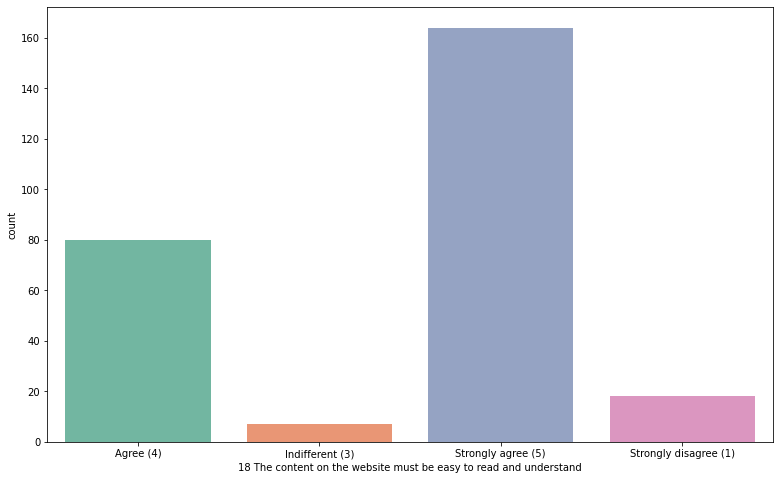 160
140
120
100
80
60
40
20
0
count
Agree (4)
Indifferent (3)
Strongly agree (5)
Strongly disagree (1)
18 The content on the website must be easy to read and understand